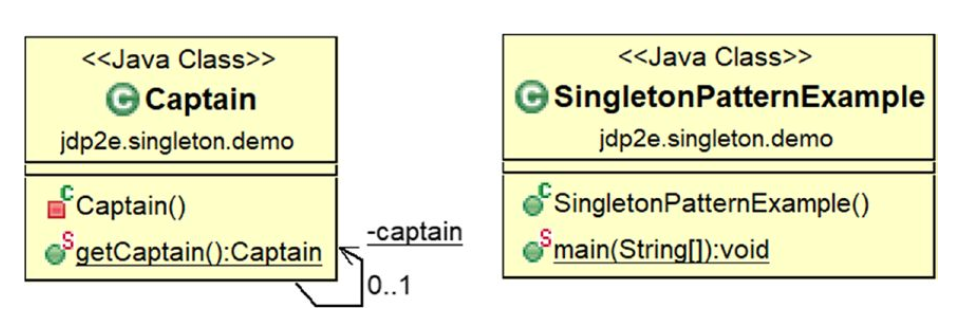 <<Java Class>>
C Captain
jdp2e.singleton.demo
C Captain()
S getCaptain():Captain
-captain
0..1
<<Java Class>>
C SingletonPatternExample
jdp2e.singleton.demo
C SingletonPatternExample()
S main(String[]):void